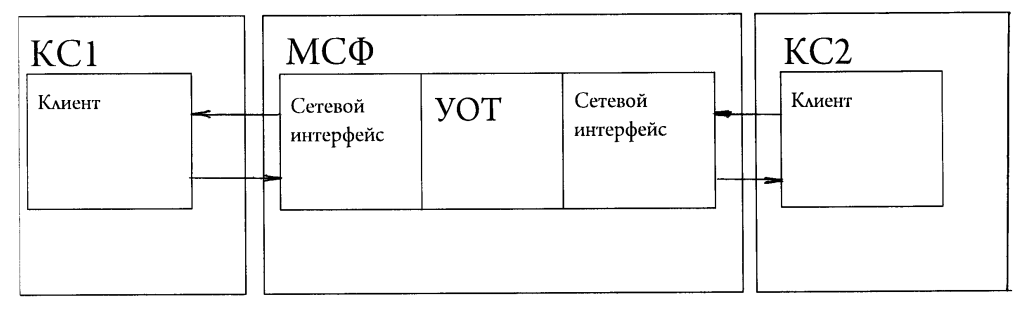 КС1
Клиент
МСФ
Сетевой
интерфейс
УОТ
Сетевой
интерфейс
КС2
Клиент